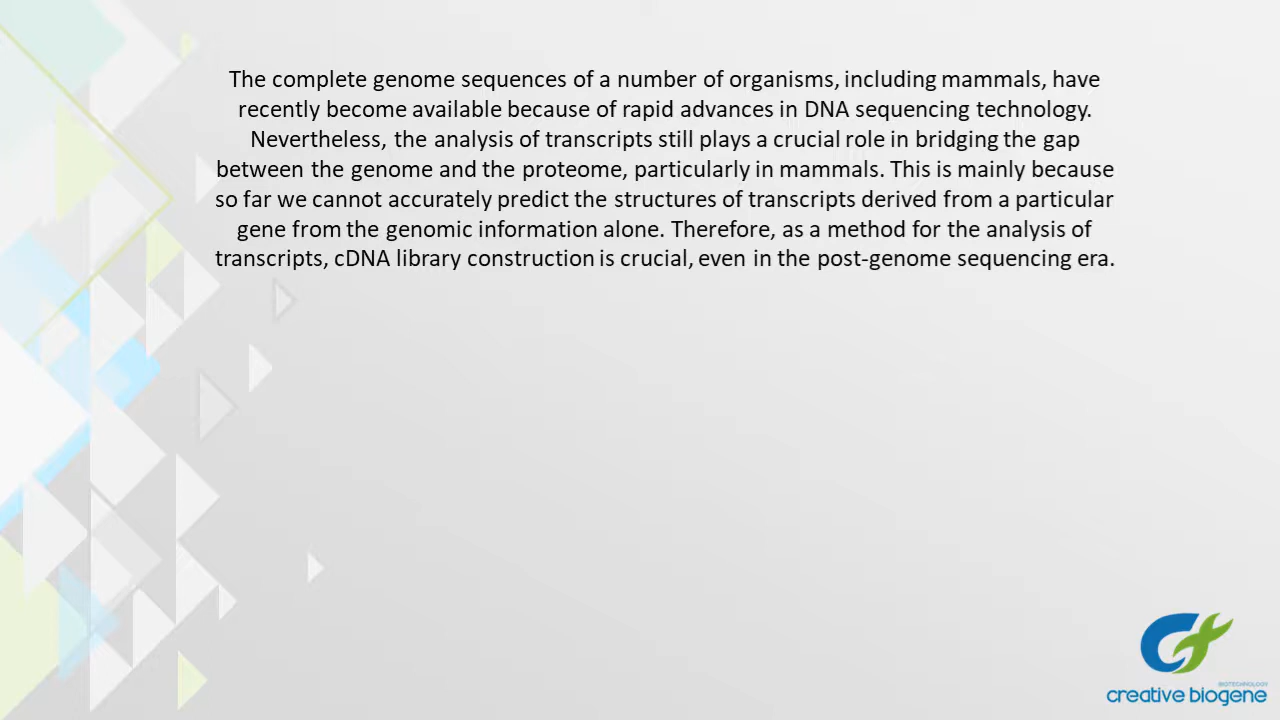 The complete genome sequences of a number of organisms, including mammals, have
recently become available because of rapid advances in DNA sequencing technology.
Nevertheless, the analysis of transcripts still plays a crucial role in bridging the gap
between the genome and the proteome, particularly in mammals. This is mainly because
so far we cannot accurately predict the structures of transcripts derived from a particular
gene from the genomic information alone. Therefore, as a method for the analysis of
transcripts, cDNA library construction is crucial, even in the post-genome sequencing era.
BIOTECHNOLOGY
creative biogene